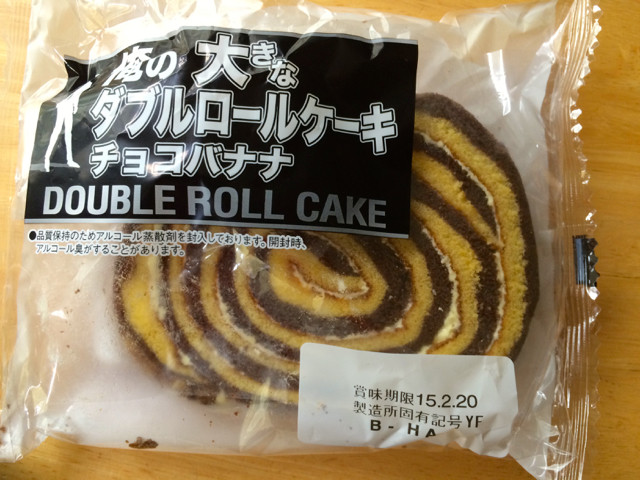 俺の 大きな
ダブルロールケーキ
チョコバナナ
DOUBLE ROLL CAKE
●品質保持のためアルコール蒸散剤を封入しております。開封時、
アルコール臭がすることがあります。
賞味期限15.2.20
製造所固有記号YF
B - HA